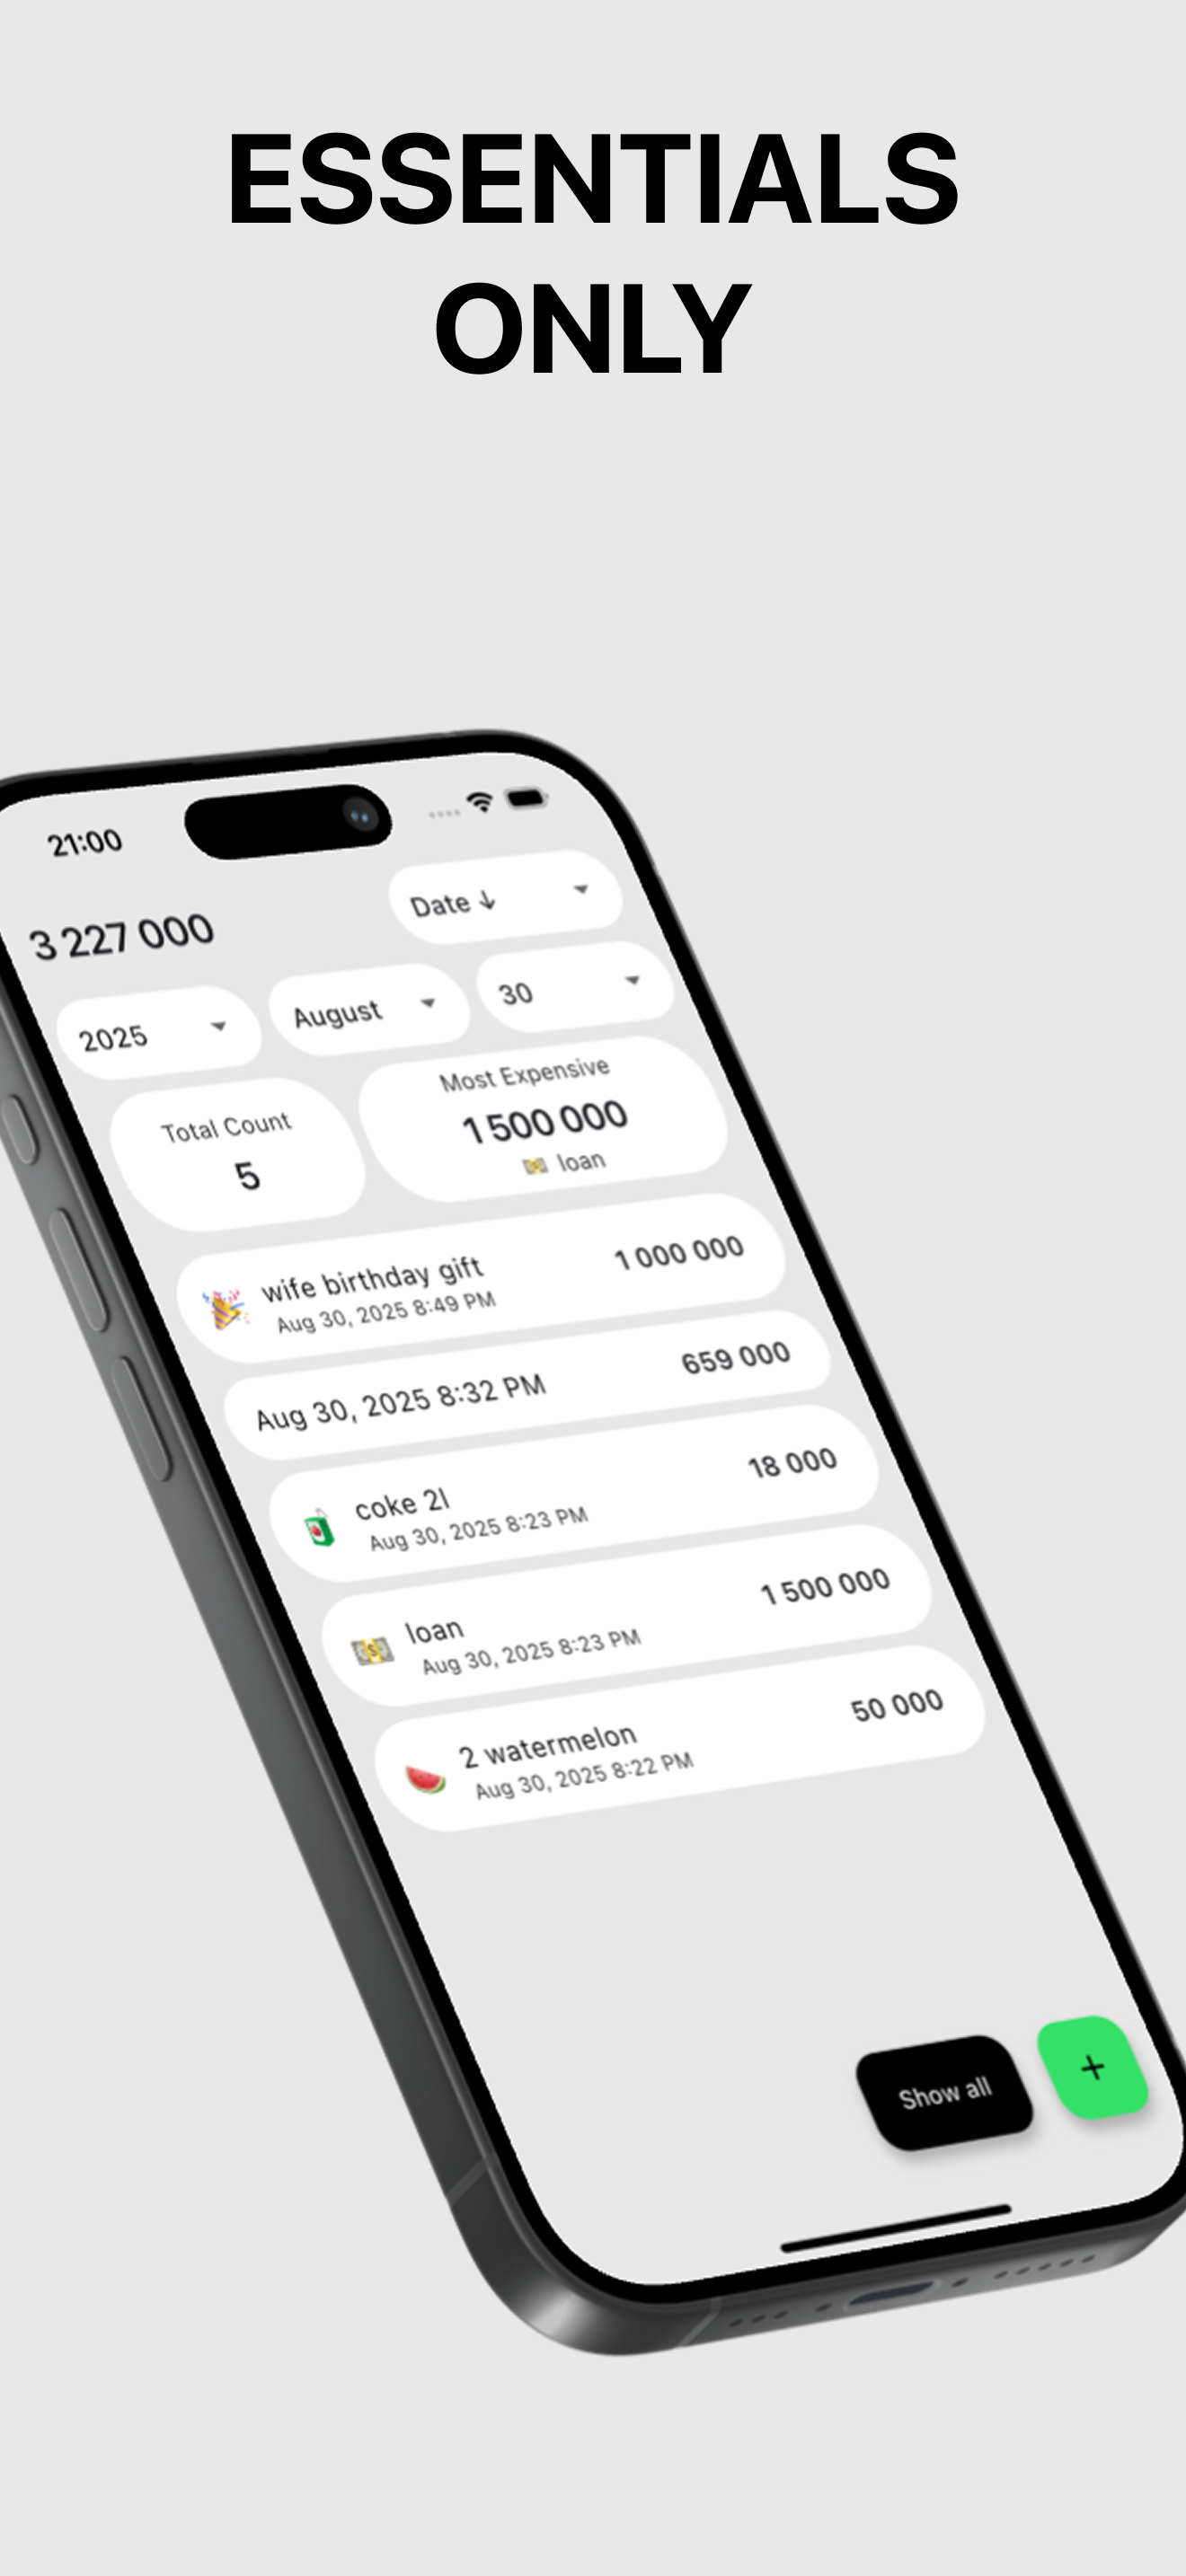 ESSENTIALS
ONLY
21:00
3 227 000
Date ↓
2025
August
30
Total Count
5
Most Expensive
1 500 000
loan
wife birthday gift
Aug 30, 2025 8:49 PM
1 000 000
Aug 30, 2025 8:32 PM
659 000
coke 2l
Aug 30, 2025 8:23 PM
18 000
loan
Aug 30, 2025 8:23 PM
1 500 000
2 watermelon
Aug 30, 2025 8:22 PM
50 000
Show all
+